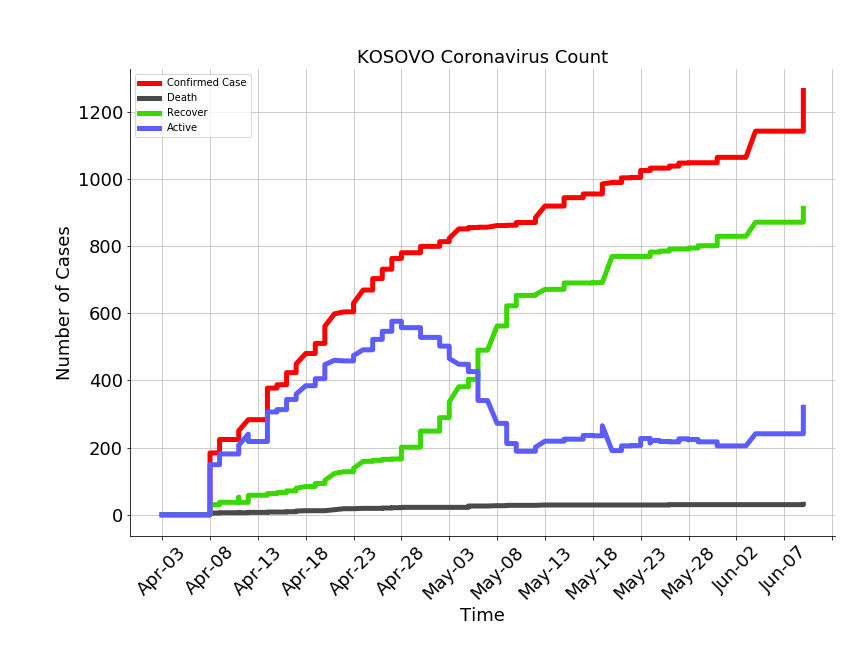 KOSOVO Coronavirus Count
Confirmed Case
Death
Recover
Active
Number of Cases
1200
1000
800
600
400
200
0
Apr-03
Apr-08
Apr-13
Apr-18
Apr-23
Apr-28
May-03
May-08
May-13
May-18
May-23
May-28
Jun-02
Jun-07
Time